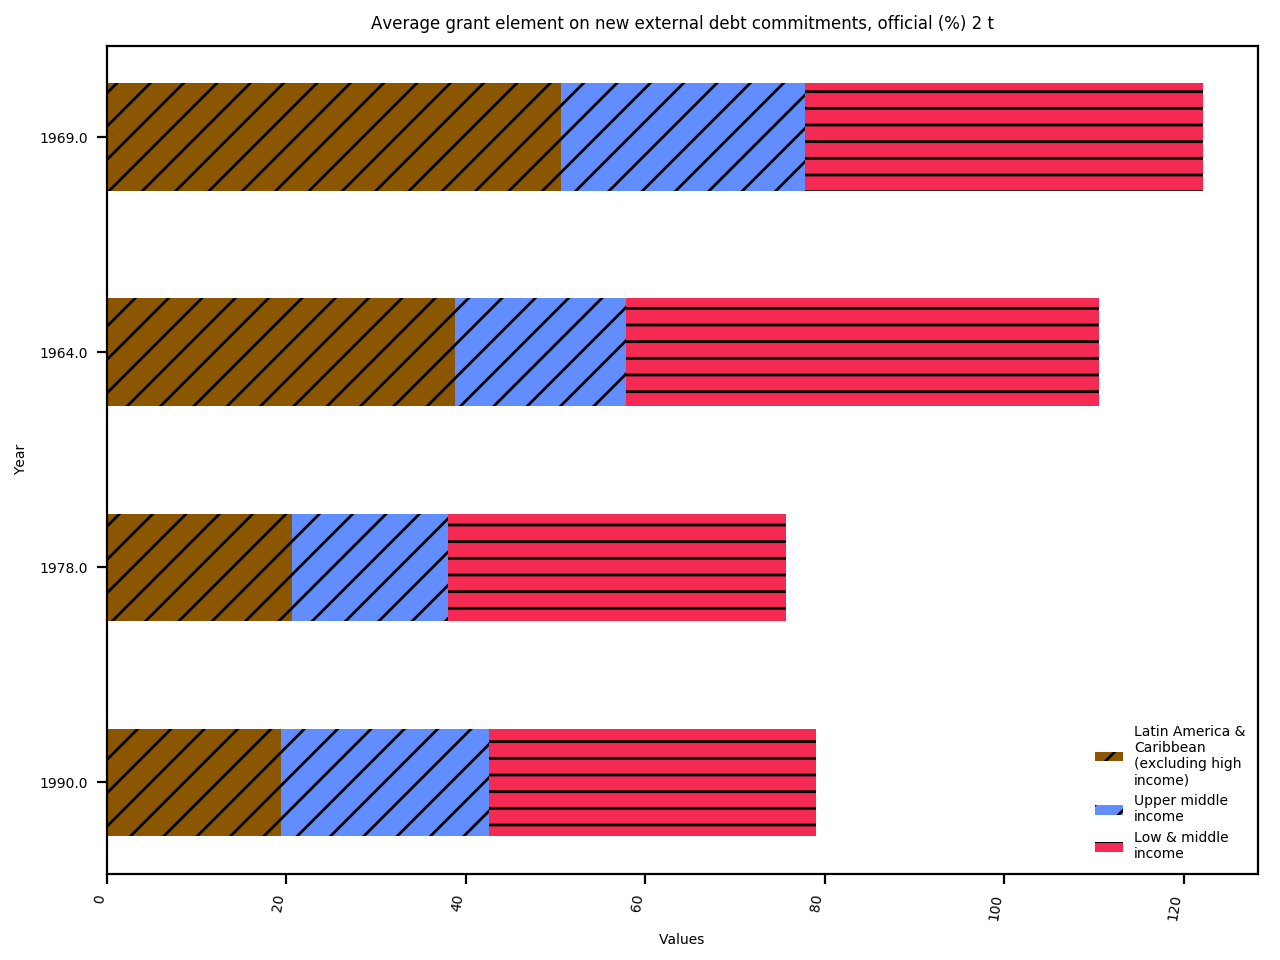 Average grant element on new external debt commitments, official (%) 2 t
1969.0
1964.0
1978.0
1990.0
Year
0
20
40
60
80
100
120
Values
Latin America &
Caribbean
(excluding high
income)
Upper middle
income
Low & middle
income